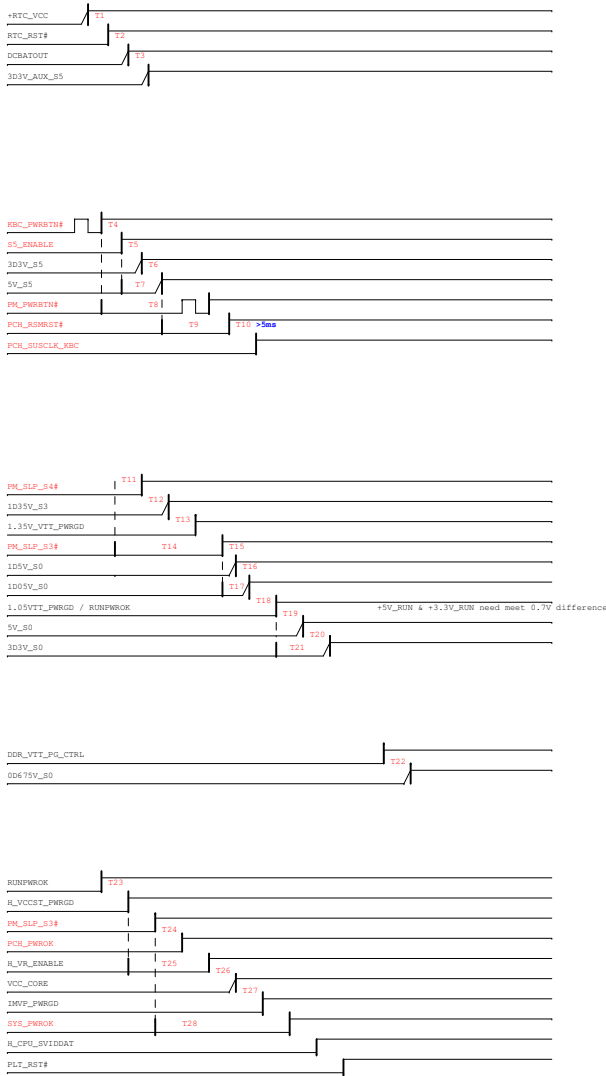 +RTC_VCC
T1
RTC_RST#
T2
DCBATOUT
T3
3D3V_AUX_S5
KBC_PWRBTN#
T4
S5_ENABLE
T5
3D3V_S5
T6
5V_S5
T7
PM_PWRBTN#
T8
PCH_RSMRST#
T9
T10 >5ms
PCH_SUSCLK_KBC
T11
PM_SLP_S4#
T12
1D35V_S3
T13
1.35V_VTT_PWRGD
PM_SLP_S3#
T14
T15
1D5V_S0
T16
1D05V_S0
T17
T18
1.05VTT_PWRGD / RUNPWROK
+5V_RUN & +3.3V_RUN need meet 0.7V difference
T19
5V_S0
T20
3D3V_S0
T21
DDR_VTT_PG_CTRL
T22
0D675V_S0
RUNPWROK
T23
H_VCCST_PWRGD
PM_SLP_S3#
T24
PCH_PWROK
H_VR_ENABLE
T25
T26
VCC_CORE
T27
IMVP_PWRGD
SYS_PWROK
T28
H_CPU_SVIDDAT
PLT_RST#